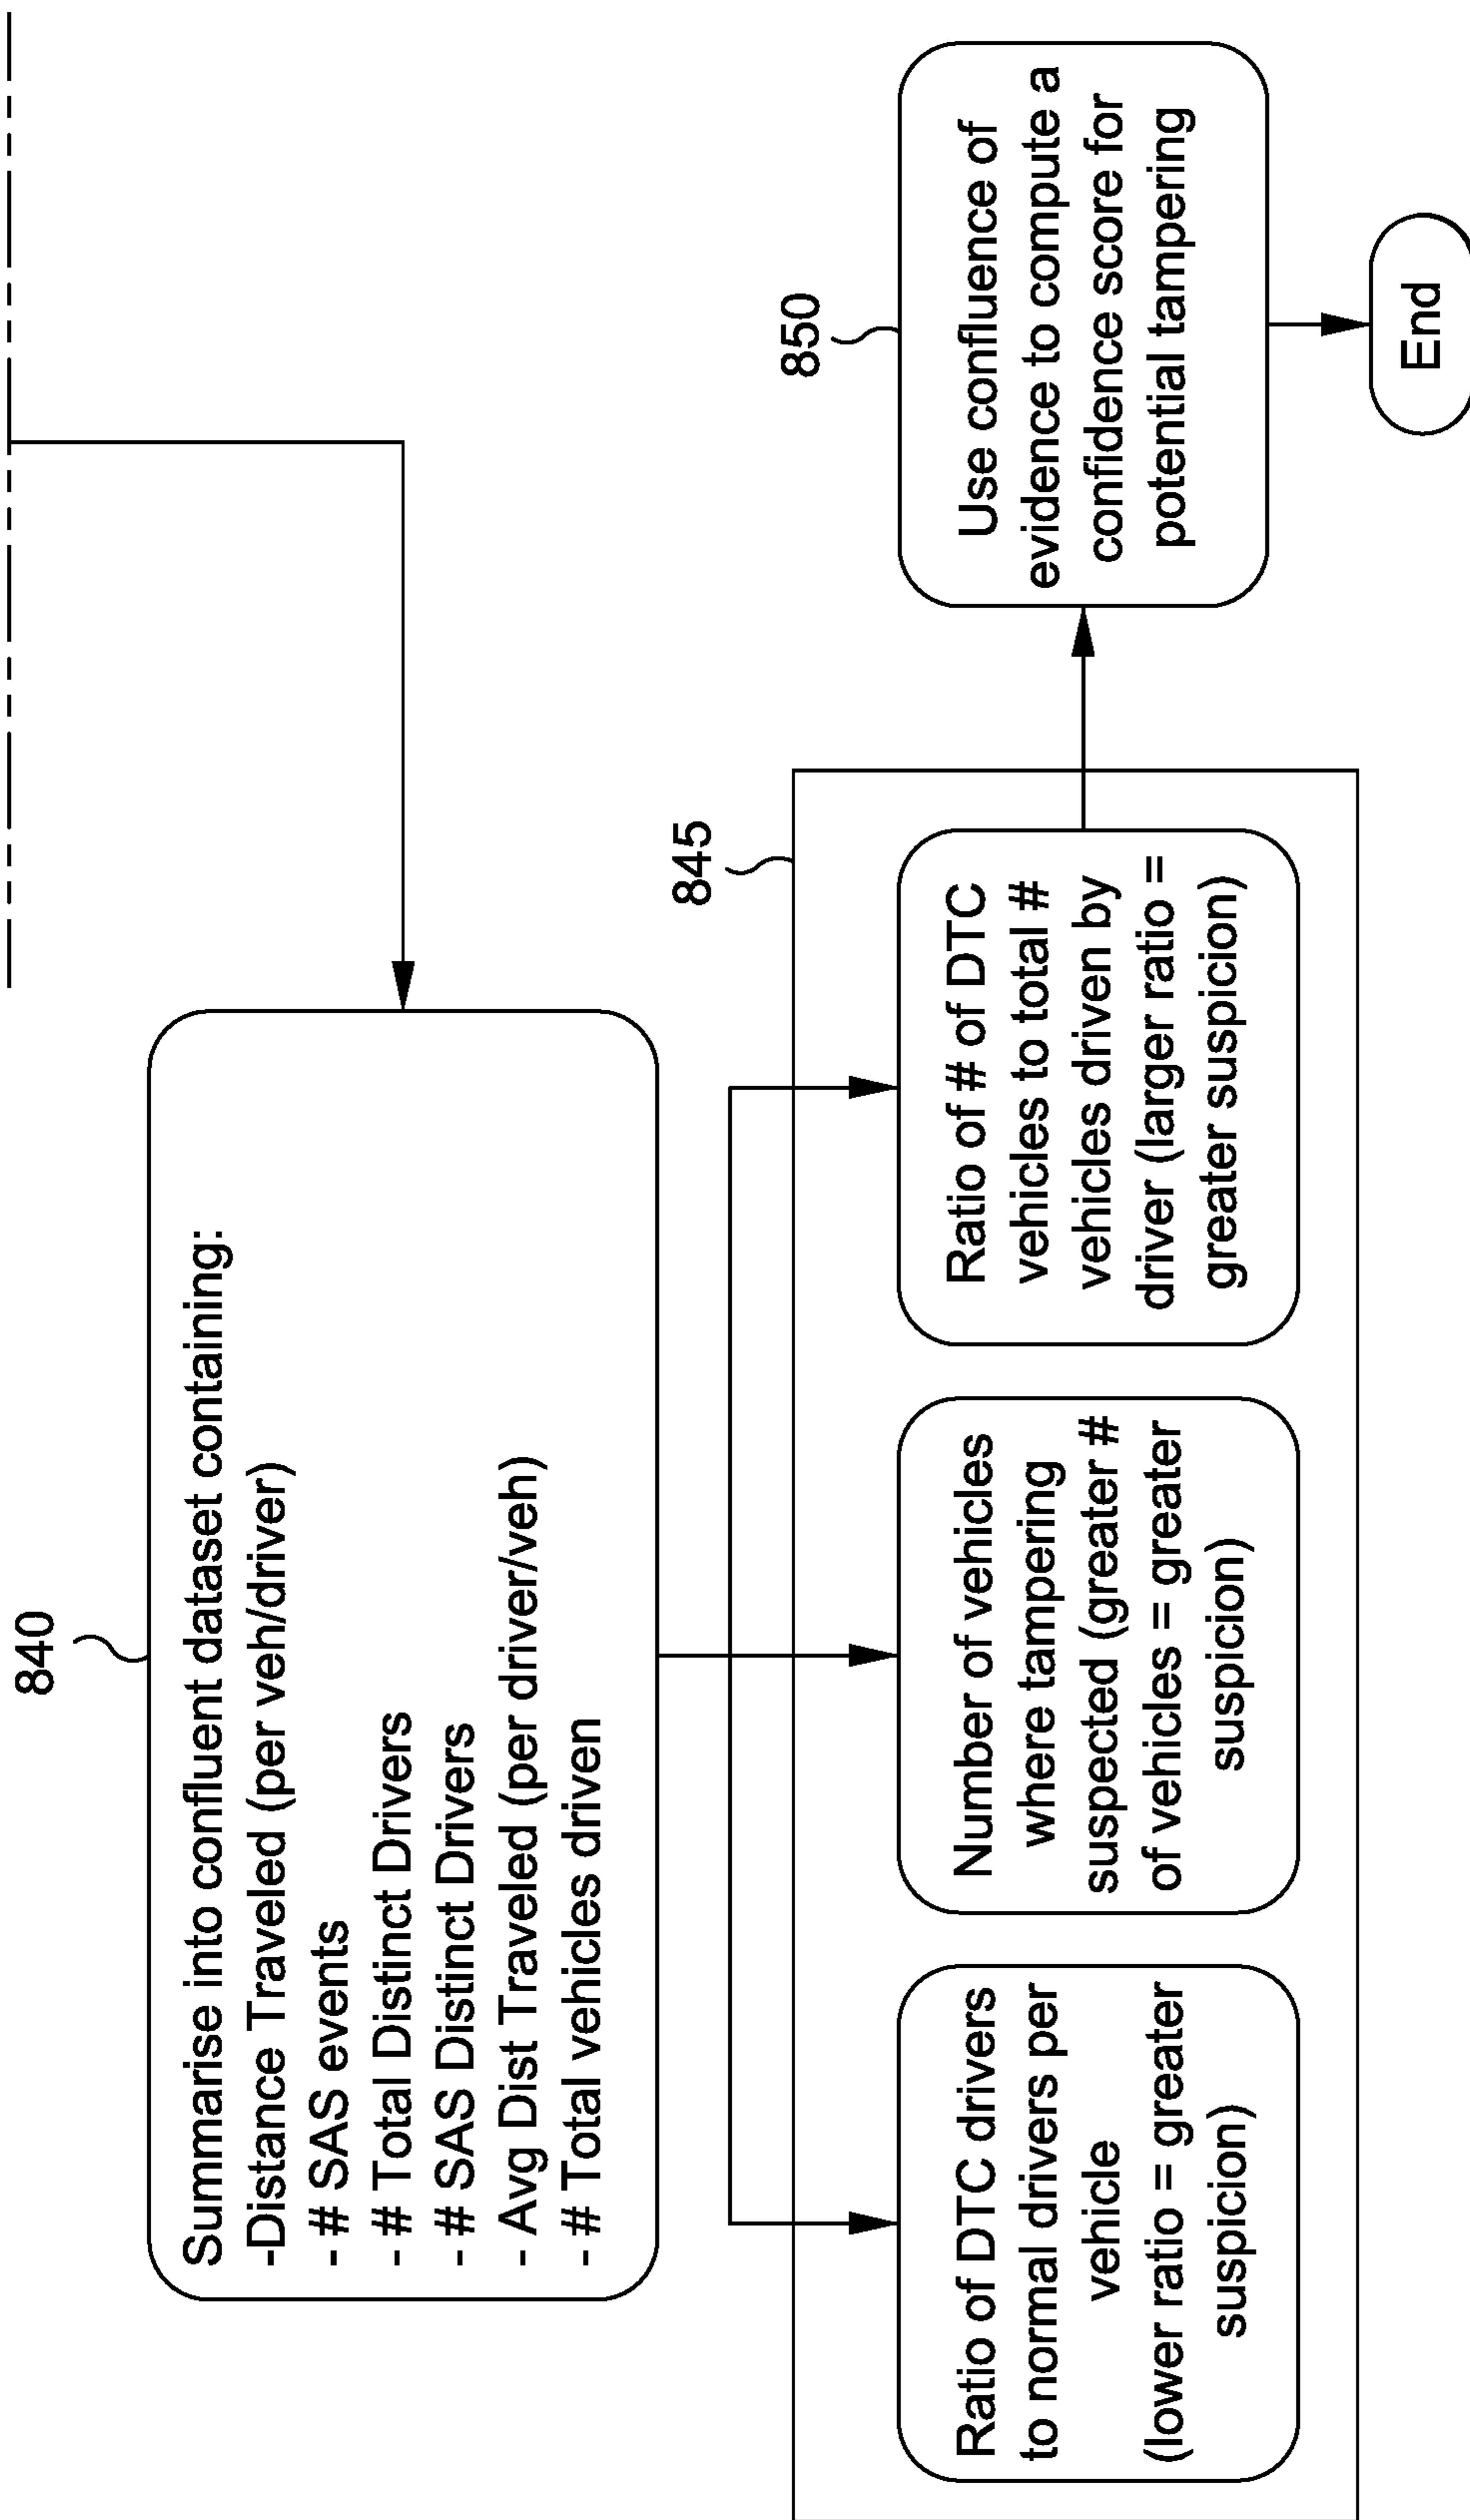 840
Summarise into confluent dataset containing:
-Distance Traveled (per veh/driver)
- # SAS events
- # Total Distinct Drivers
- # SAS Distinct Drivers
- Avg Dist Traveled (per driver/veh)
- # Total vehicles driven
845
Ratio of DTC drivers
to normal drivers per
vehicle
(lower ratio = greater
suspicion)
Number of vehicles
where tampering
suspected (greater #
of vehicles = greater
suspicion)
Ratio of # of DTC
vehicles to total #
vehicles driven by
driver (larger ratio =
greater suspicion)
850
Use confluence of
evidence to compute a
confidence score for
potential tampering
End